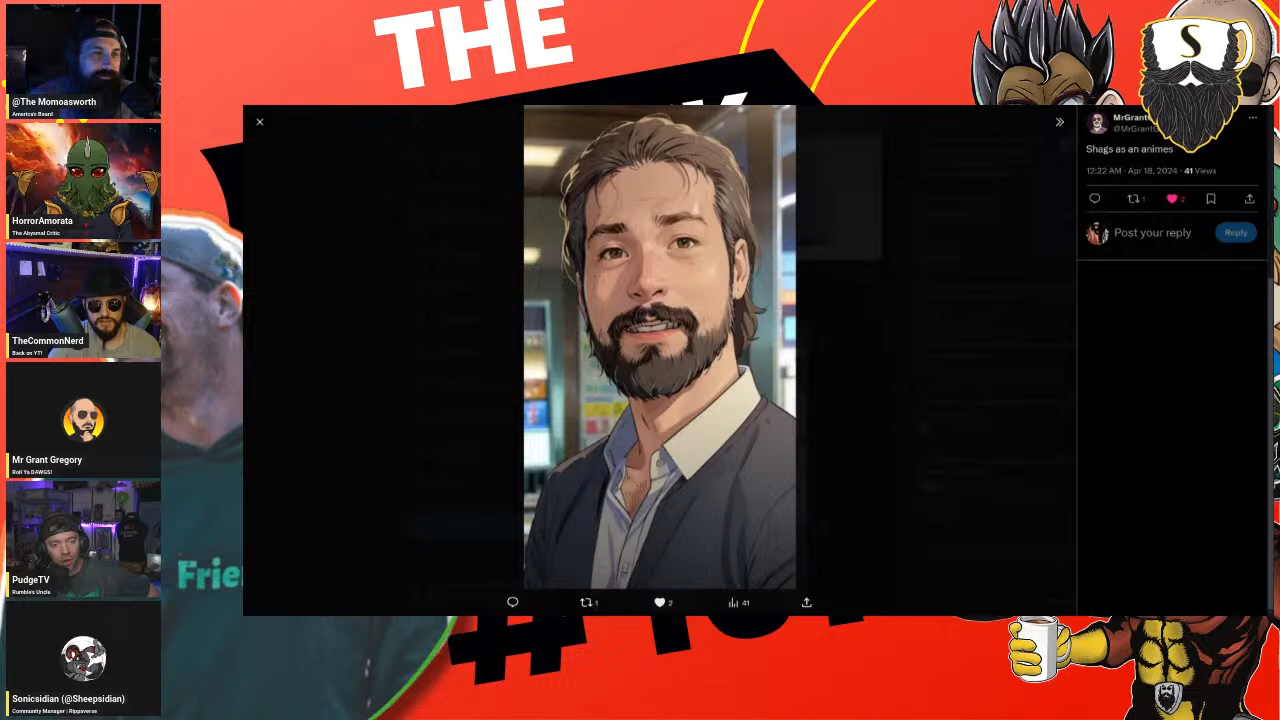 THE
@The Momoasworth
America's Beard
HorrorAmorata
The Abysmal Critic
TheCommonNerd
Back on YT!
Mr Grant Gregory
Roll Ya DAWGS!
PudgeTV
Rumble's Uncle
Sonicsidian (@Sheepsidian)
Community Manager | Rippaverse
Frie
S
MrGrant
@MrGrantG
Shags as an animes
12:22 AM · Apr 18, 2024 · 41 Views
1
2
Post your reply
Reply
1
2
41